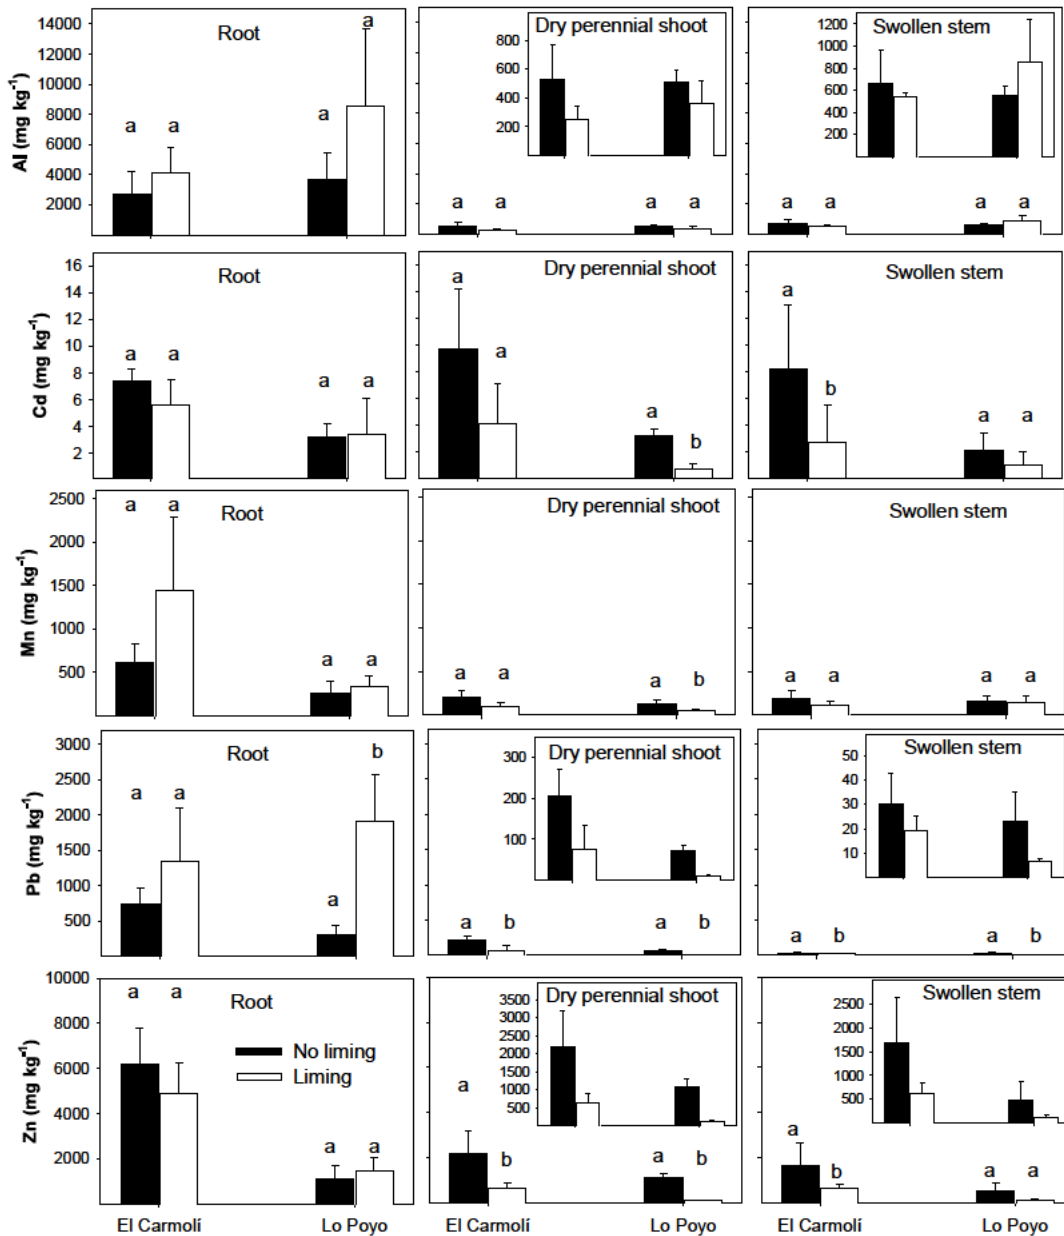 Al (mg kg⁻¹)
14000
12000
10000
8000
6000
4000
2000
Root
a
a
a
a
Dry perennial shoot
800
600
400
200
a
a
a
a
Swollen stem
1200
1000
800
600
400
200
a
a
a
a
Cd (mg kg⁻¹)
16
14
12
10
8
6
4
2
Root
a
a
a
a
Dry perennial shoot
a
a
a
b
Swollen stem
a
b
a
a
Mn (mg kg⁻¹)
2500
2000
1500
1000
500
Root
a
a
a
a
Dry perennial shoot
a
a
a
b
Swollen stem
a
a
a
a
Pb (mg kg⁻¹)
3000
2500
2000
1500
1000
500
Root
a
a
a
b
Dry perennial shoot
300
200
100
a
b
a
b
Swollen stem
50
40
30
20
10
a
b
a
b
Zn (mg kg⁻¹)
10000
8000
6000
4000
2000
Root
a
a
a
a
No liming
Liming
Dry perennial shoot
3500
3000
2500
2000
1500
1000
500
a
b
a
b
Swollen stem
2500
2000
1500
1000
500
a
b
a
a
El Carmolí
Lo Poyo
El Carmolí
Lo Poyo
El Carmolí
Lo Poyo